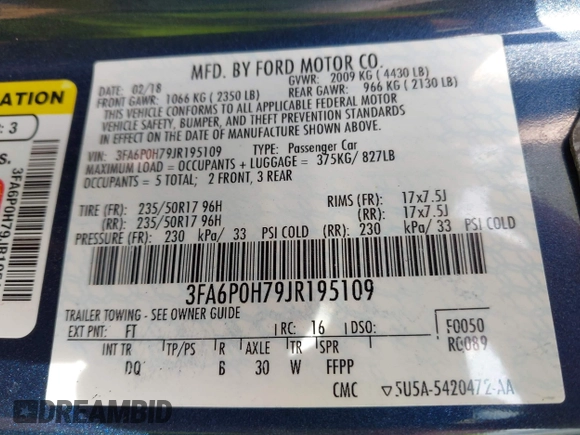 MFD. BY FORD MOTOR CO.
DATE: 02/18
GVWR: 2009 KG ( 4430 LB)
FRONT GAWR: 1066 KG ( 2350 LB)
REAR GAWR: 966 KG ( 2130 LB)
THIS VEHICLE CONFORMS TO ALL APPLICABLE FEDERAL MOTOR
VEHICLE SAFETY, BUMPER, AND THEFT PREVENTION STANDARDS
IN EFFECT ON THE DATE OF MANUFACTURE SHOWN ABOVE.
VIN: 3FA6P0H79JR195109
TYPE: Passenger Car
MAXIMUM LOAD = OCCUPANTS + LUGGAGE = 375KG/ 827LB
OCCUPANTS = 5 TOTAL; 2 FRONT, 3 REAR
TIRE (FR): 235/50R17 96H
RIMS (FR): 17x7.5J
(RR): 235/50R17 96H
(RR): 17x7.5J
PRESSURE (FR): 230 kPa/ 33 PSI COLD
(RR): 230 kPa/ 33 PSI COLD
3FA6P0H79JR195109
TRAILER TOWING - SEE OWNER GUIDE
EXT PNT: FT
RC: 16
DSO:
F0050
INT TR
TP/PS
R
AXLE
TR
SPR
DQ
6
30
W
FFPP
CMC
5U5A-5420472-AA
: 3
DREAMBID